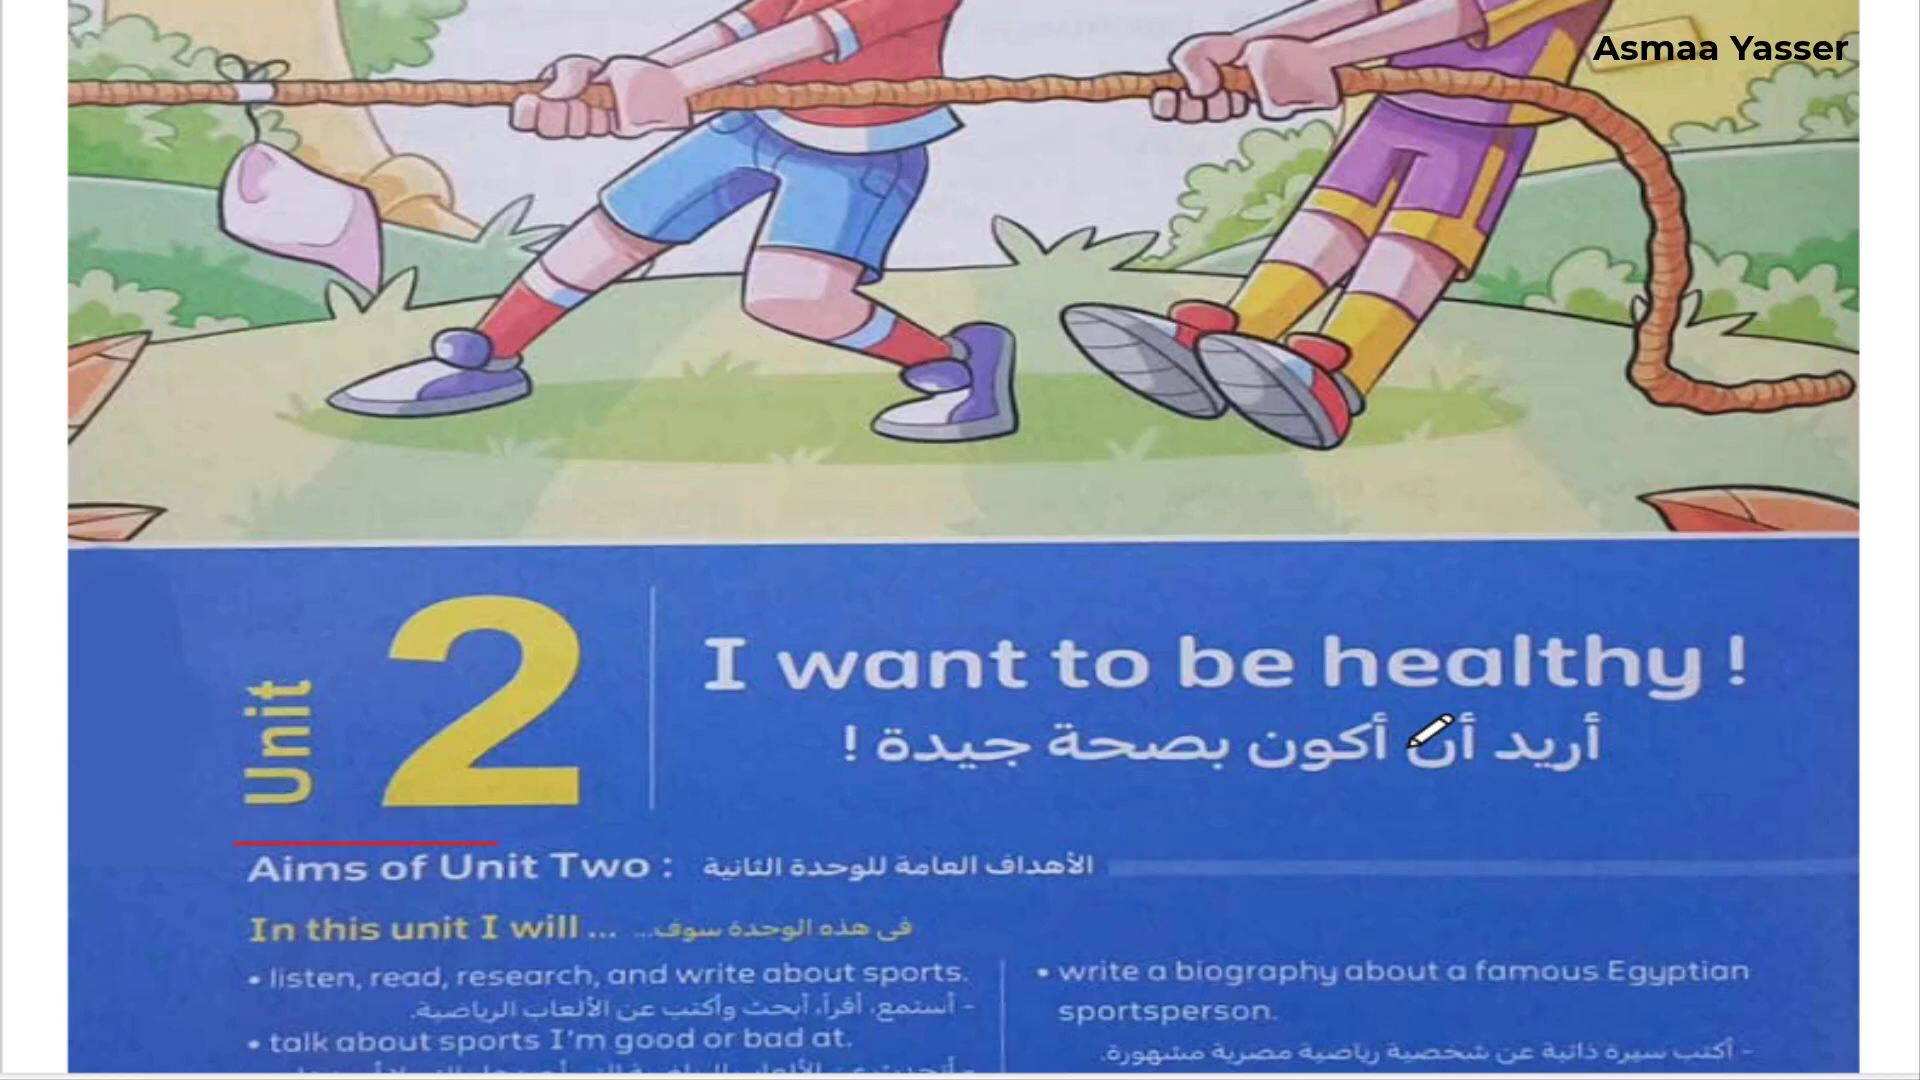 Asmaa Yasser
Unit 2
I want to be healthy !
أريد أن أكون بصحة جيدة !
Aims of Unit Two : الأهداف العامة للوحدة الثانية
In this unit I will ... فى هذه الوحدة سوف...
• listen, read, research, and write about sports.
- أستمع، أقرأ، أبحث وأكتب عن الألعاب الرياضية.
• talk about sports I'm good or bad at.
• write a biography about a famous Egyptian
sportsperson.
- أكتب سيرة ذاتية عن شخصية رياضية مصرية مشهورة.